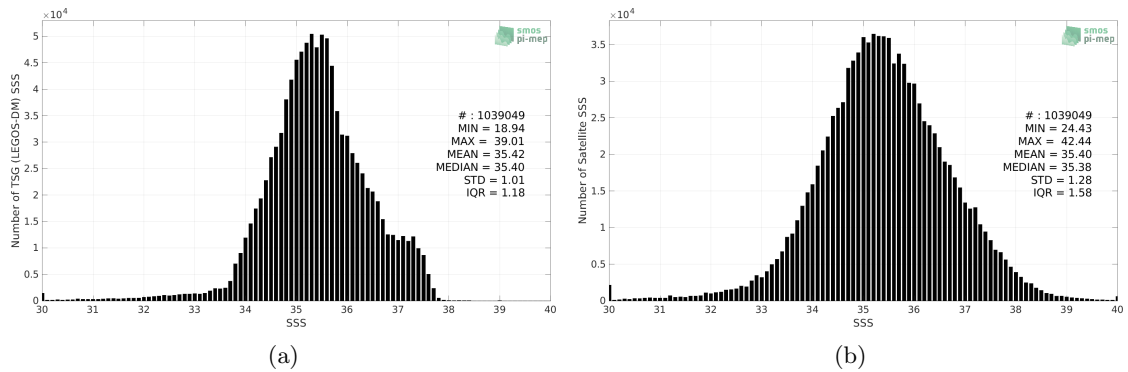 ×10⁴
5
4.5
4
3.5
3
2.5
2
1.5
1
0.5
0
Number of TSG (LEGOS-DM) SSS
30 31 32 33 34 35 36 37 38 39 40
SSS
smos
pi-mep
# : 1039049
MIN = 18.94
MAX = 39.01
MEAN = 35.42
MEDIAN = 35.40
STD = 1.01
IQR = 1.18
(a)
×10⁴
3.5
3
2.5
2
1.5
1
0.5
0
Number of Satellite SSS
30 31 32 33 34 35 36 37 38 39 40
SSS
smos
pi-mep
# : 1039049
MIN = 24.43
MAX = 42.44
MEAN = 35.40
MEDIAN = 35.38
STD = 1.28
IQR = 1.58
(b)